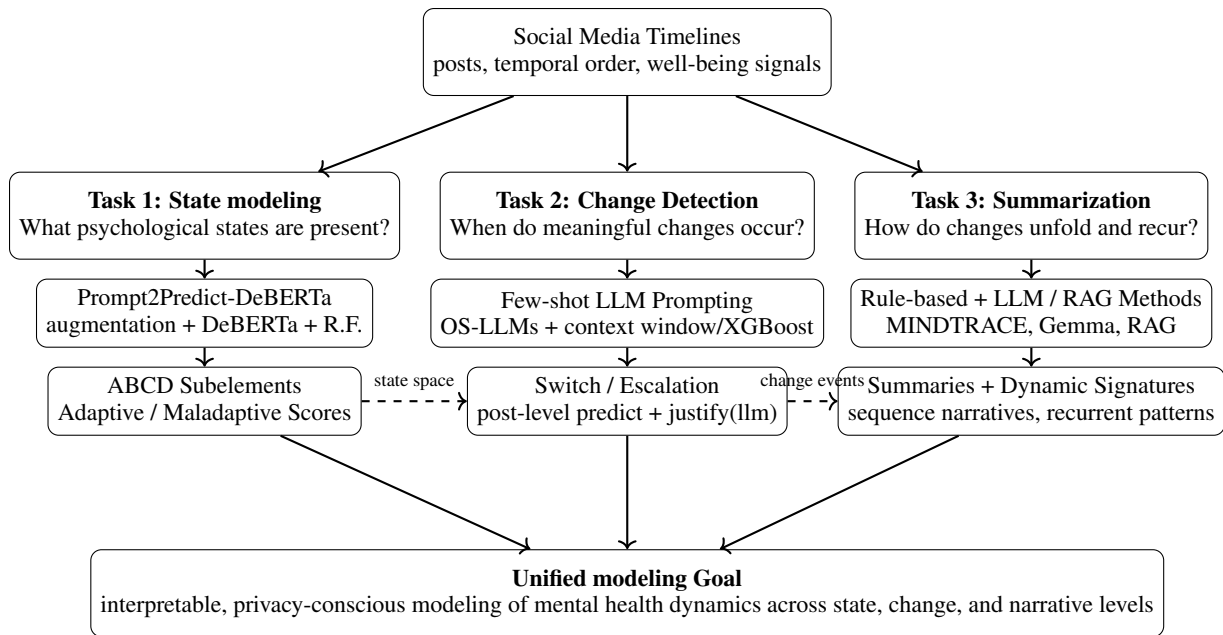 Social Media Timelines
posts, temporal order, well-being signals
Task 1: State modeling
What psychological states are present?
Task 2: Change Detection
When do meaningful changes occur?
Task 3: Summarization
How do changes unfold and recur?
Prompt2Predict-DeBERTa
augmentation + DeBERTa + R.F.
Few-shot LLM Prompting
OS-LLMs + context window/XGBoost
Rule-based + LLM / RAG Methods
MINDTRACE, Gemma, RAG
ABCD Subelements
Adaptive / Maladaptive Scores
state space
Switch / Escalation
post-level predict + justify(llm)
change events
Summaries + Dynamic Signatures
sequence narratives, recurrent patterns
Unified modeling Goal
interpretable, privacy-conscious modeling of mental health dynamics across state, change, and narrative levels